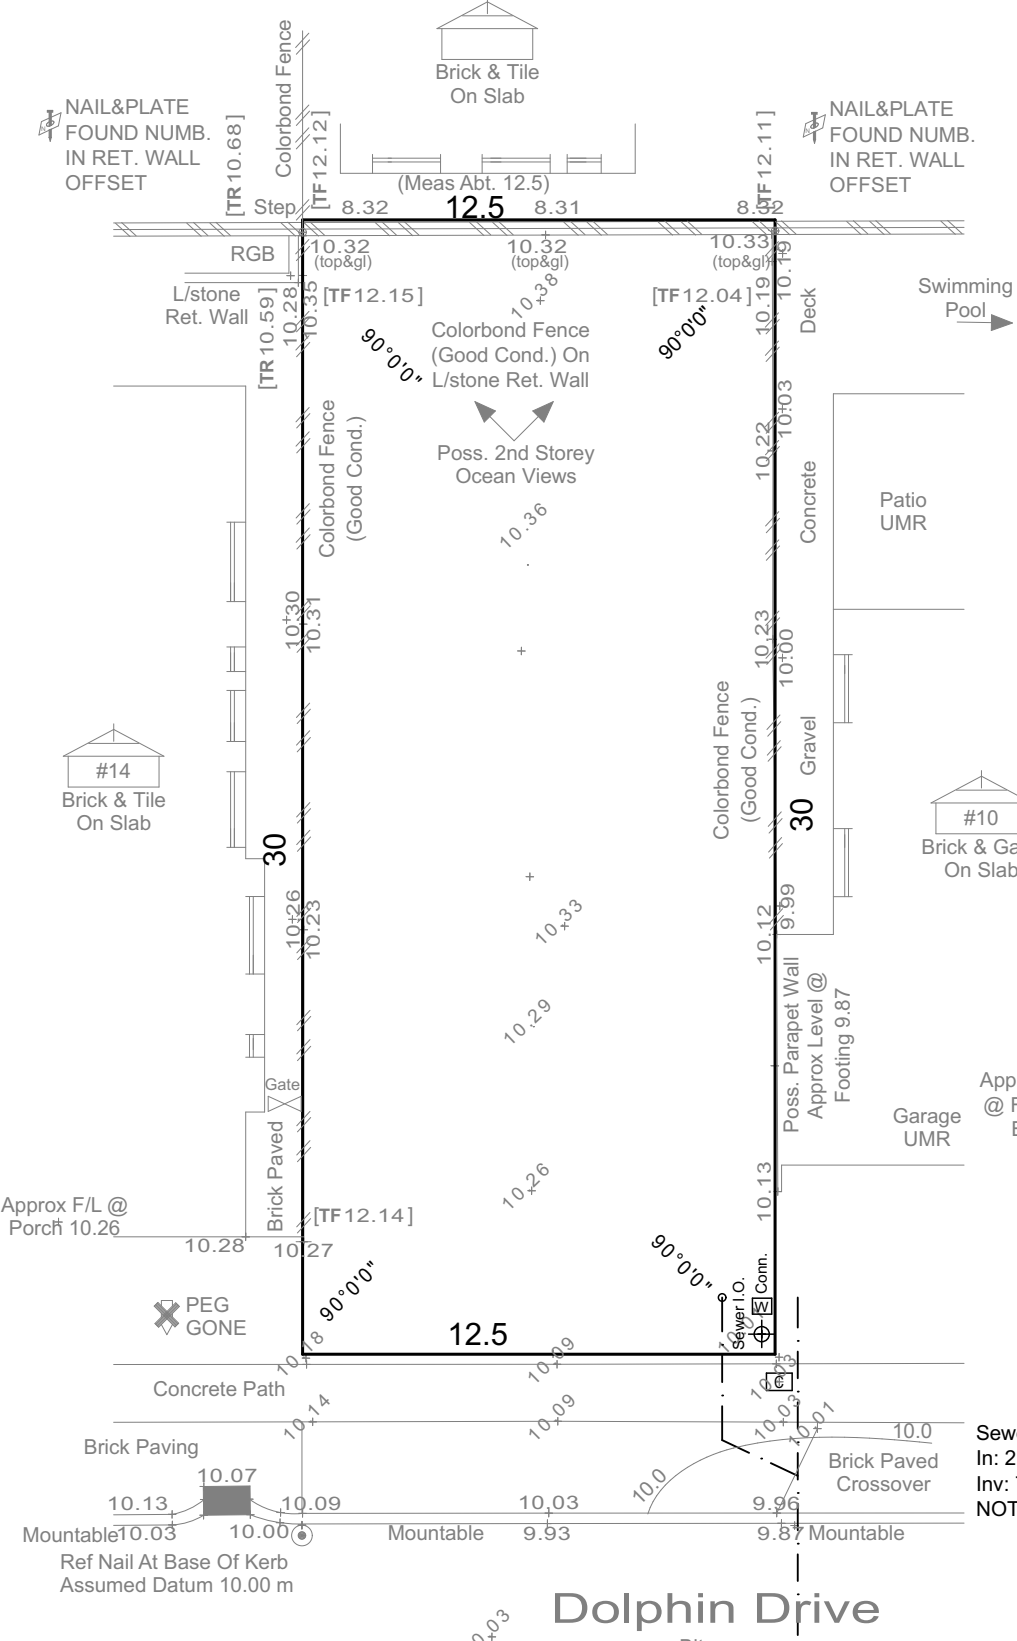 Brick & Tile
On Slab
Colorbond Fence
NAIL&PLATE
FOUND NUMB.
IN RET. WALL
OFFSET
[TR 10.68]
[TF 12.12]
(Meas Abt. 12.5)
TF 12.11]
NAIL&PLATE
FOUND NUMB.
IN RET. WALL
OFFSET
Step
8.32
12.5
8.31
8.32
RGB
10.32
(top&gl)
10.32
(top&gl)
10.33
(top&gl)
10.19
L/stone
Ret. Wall
[TR 10.59]
10.28
10.35
[TF 12.15]
10.38
[TF 12.04]
10.19
Deck
Swimming
Pool
90°0'0"
90°0'0"
Colorbond Fence
(Good Cond.) On
L/stone Ret. Wall
Colorbond Fence
(Good Cond.)
Poss. 2nd Storey
Ocean Views
10.22
10.03
Concrete
Patio
UMR
10.36
10.30
10.31
10.23
10.00
Colorbond Fence
(Good Cond.)
Gravel
#14
Brick & Tile
On Slab
30
30
#10
Brick & Ga
On Slab
10.26
10.23
10.33
10.12
9.99
10.29
Poss. Parapet Wall
Approx Level @
Footing 9.87
Gate
Brick Paved
Garage
UMR
App
@ F
10.26
10.13
Approx F/L @
Porch 10.26
[TF 12.14]
10.28
10.27
90°0'0"
90°0'0"
PEG
GONE
Sewer I.O.
W
Conn.
12.5
10.18
10.09
10.03
Concrete Path
10.14
10.09
10.03
10.01
10.0
Brick Paving
10.0
Brick Paved
Crossover
Sewe
In: 2
Inv:
NOT
10.07
10.13
10.09
10.03
9.96
Mountable
10.03
10.00
Mountable
9.93
9.87
Mountable
Ref Nail At Base Of Kerb
Assumed Datum 10.00 m
Dolphin Drive